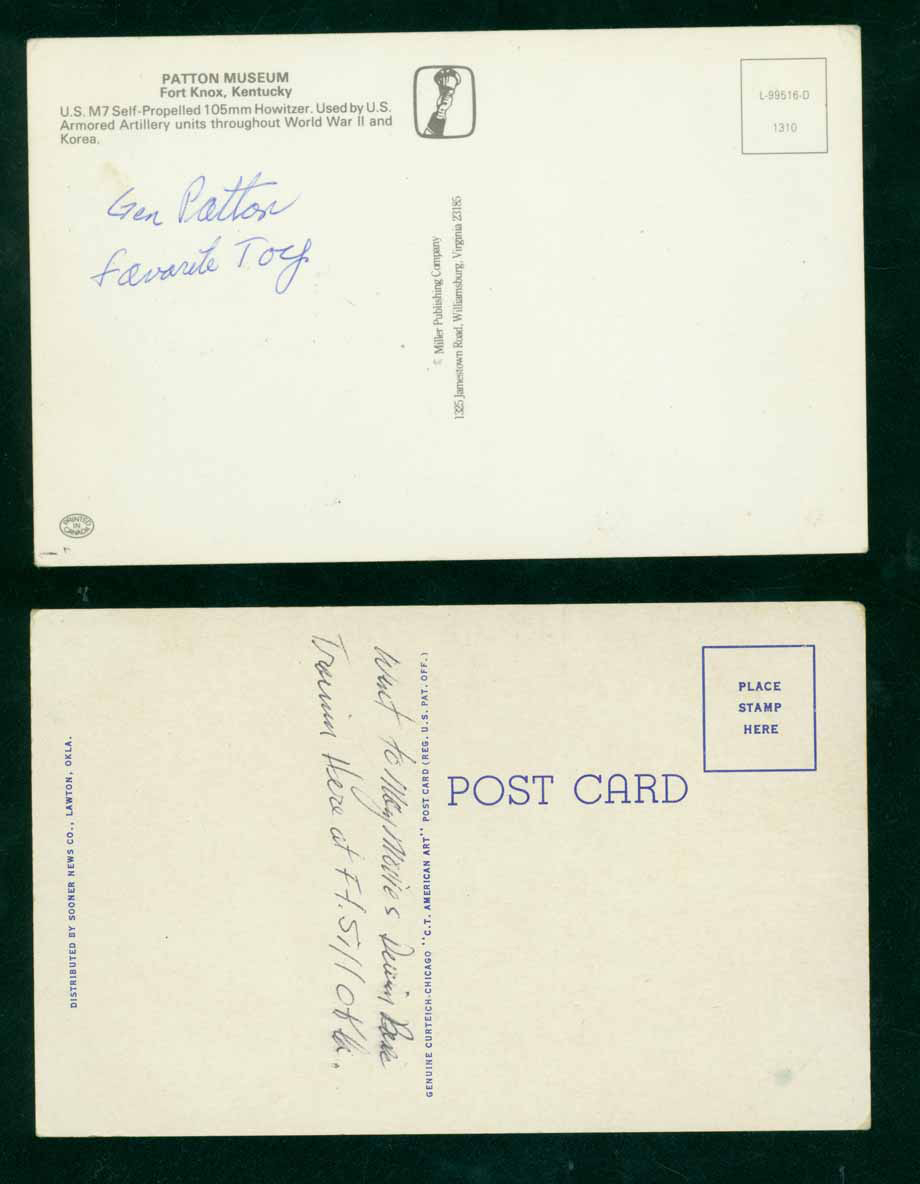 PATTON MUSEUM
Fort Knox, Kentucky
U.S. M7 Self-Propelled 105mm Howitzer. Used by U.S.
Armored Artillery units throughout World War II and
Korea.
L-99516-D
1310
Gen Patton
favorite Toy
© Miller Publishing Company
1325 Jamestown Road, Williamsburg, Virginia 23185
PRINTED
IN
CANADA
DISTRIBUTED BY SOONER NEWS CO., LAWTON, OKLA.
Went to Movies
Trainin Here at Ft. Sill Okla.
GENUINE CURTEICH-CHICAGO "C.T. AMERICAN ART" POST CARD (REG. U.S. PAT. OFF.)
POST CARD
PLACE
STAMP
HERE